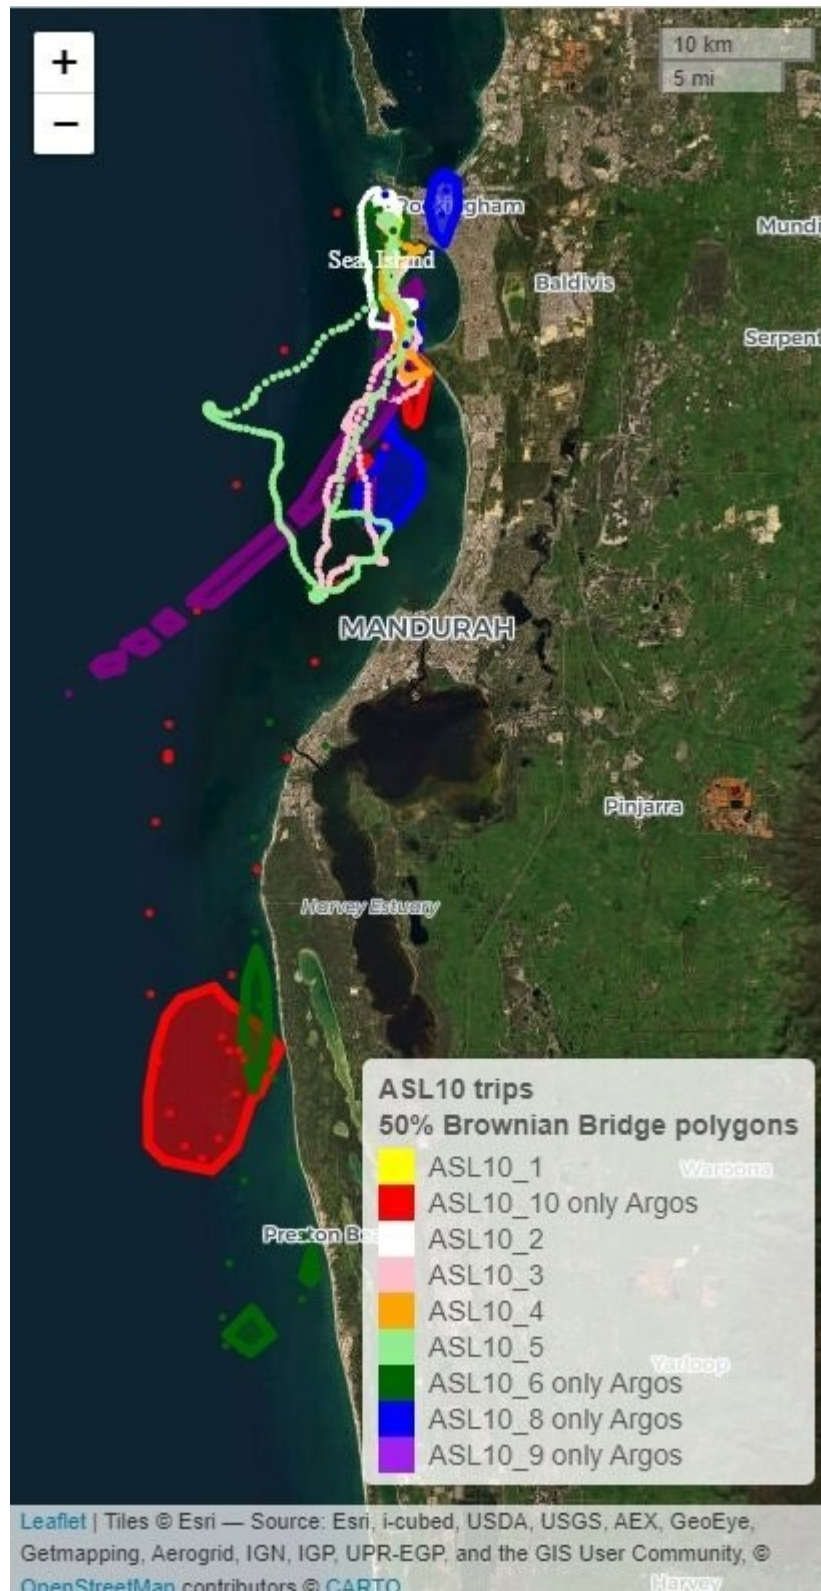 +
−
10 km
5 mi
Rockingham
Mundi
Seal Island
Baldivis
Serpent
MANDURAH
Pinjarra
Harvey Estuary
ASL10 trips
50% Brownian Bridge polygons
ASL10_1
Waroona
ASL10_10 only Argos
ASL10_2
Preston Bea
ASL10_3
ASL10_4
ASL10_5
Yarloop
ASL10_6 only Argos
ASL10_8 only Argos
ASL10_9 only Argos
Leaflet | Tiles © Esri — Source: Esri, i-cubed, USDA, USGS, AEX, GeoEye,
Getmapping, Aerogrid, IGN, IGP, UPR-EGP, and the GIS User Community, ©
OpenStreetMap contributors © CARTO
Harvey